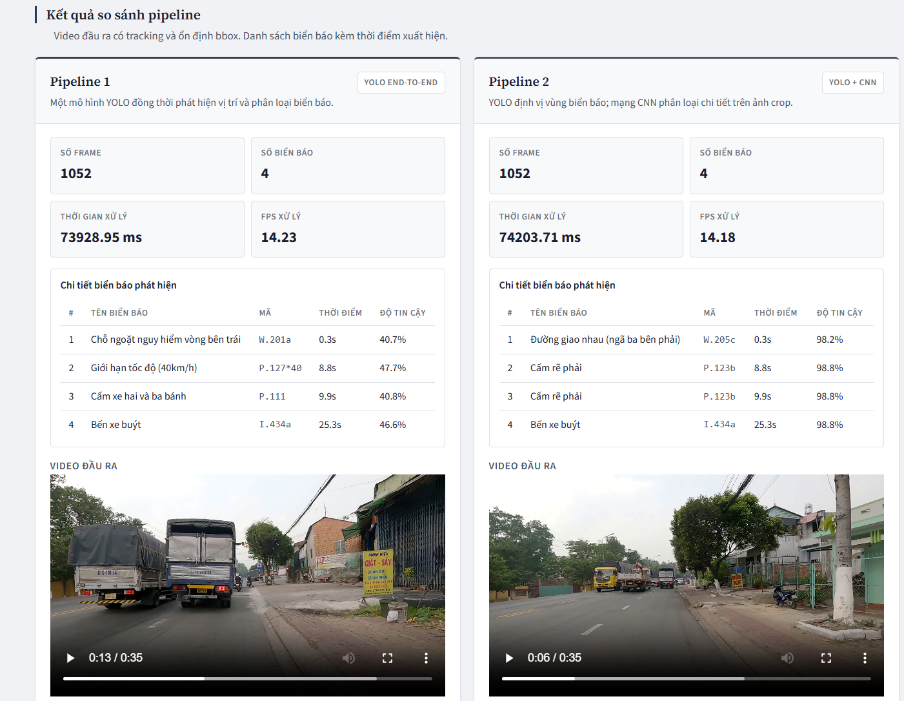 Kết quả so sánh pipeline
Video đầu ra có tracking và ổn định bbox. Danh sách biển báo kèm thời điểm xuất hiện.
Pipeline 1
YOLO END-TO-END
Một mô hình YOLO đồng thời phát hiện vị trí và phân loại biển báo.
SỐ FRAME
1052
SỐ BIỂN BÁO
4
THỜI GIAN XỬ LÝ
73928.95 ms
FPS XỬ LÝ
14.23
Chi tiết biển báo phát hiện
# TÊN BIỂN BÁO MÃ THỜI ĐIỂM ĐỘ TIN CẬY
1 Chỗ ngoặt nguy hiểm vòng bên trái W.201a 0.3s 40.7%
2 Giới hạn tốc độ (40km/h) P.127*40 8.8s 47.7%
3 Cấm xe hai và ba bánh P.111 9.9s 40.8%
4 Bến xe buýt I.434a 25.3s 46.6%
VIDEO ĐẦU RA
GIẶT - SẤY
0:13 / 0:35
Pipeline 2
YOLO + CNN
YOLO định vị vùng biển báo; mạng CNN phân loại chi tiết trên ảnh crop.
SỐ FRAME
1052
SỐ BIỂN BÁO
4
THỜI GIAN XỬ LÝ
74203.71 ms
FPS XỬ LÝ
14.18
Chi tiết biển báo phát hiện
# TÊN BIỂN BÁO MÃ THỜI ĐIỂM ĐỘ TIN CẬY
1 Đường giao nhau (ngã ba bên phải) W.205c 0.3s 98.2%
2 Cấm rẽ phải P.123b 8.8s 98.8%
3 Cấm rẽ phải P.123b 9.9s 98.8%
4 Bến xe buýt I.434a 25.3s 98.8%
VIDEO ĐẦU RA
0:06 / 0:35